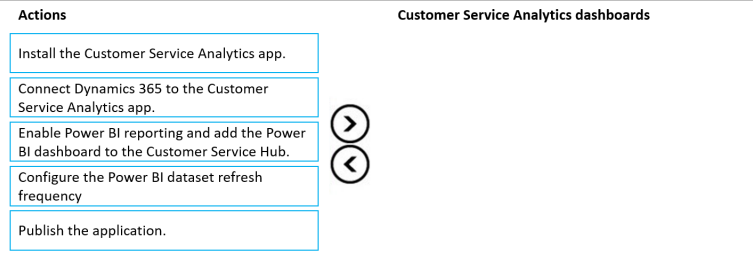 Actions
Customer Service Analytics dashboards
Install the Customer Service Analytics app.
Connect Dynamics 365 to the Customer
Service Analytics app.
Enable Power BI reporting and add the Power
BI dashboard to the Customer Service Hub.
Configure the Power BI dataset refresh
frequency
Publish the application.